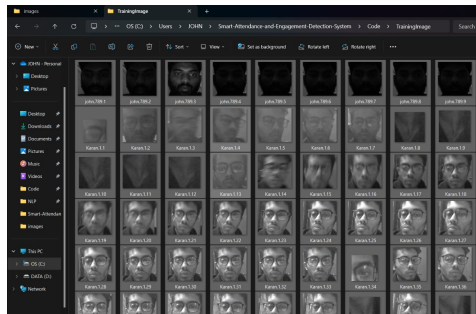 images
TrainingImage
OS (C:) > Users > JOHN > Smart-Attendance-and-Engagement-Detection-System > Code > TrainingImage
Search
New
Sort
View
Set as background
Rotate left
Rotate right
JOHN - Personal
Desktop
Pictures
Desktop
Downloads
Documents
Pictures
Music
Videos
Code
NLP
Smart-Attendan
images
This PC
OS (C:)
DATA (D:)
Network
john.789.1 john.789.2 john.789.3 john.789.4 john.789.5 john.789.6 john.789.7 john.789.8 john.789.9
Karan.1.1 Karan.1.2 Karan.1.3 Karan.1.4 Karan.1.5 Karan.1.6 Karan.1.7 Karan.1.8 Karan.1.9
Karan.1.10 Karan.1.11 Karan.1.12 Karan.1.13 Karan.1.14 Karan.1.15 Karan.1.16 Karan.1.17 Karan.1.18
Karan.1.19 Karan.1.20 Karan.1.21 Karan.1.22 Karan.1.23 Karan.1.24 Karan.1.25 Karan.1.26 Karan.1.27
Karan.1.28 Karan.1.29 Karan.1.30 Karan.1.31 Karan.1.32 Karan.1.33 Karan.1.34 Karan.1.35 Karan.1.36